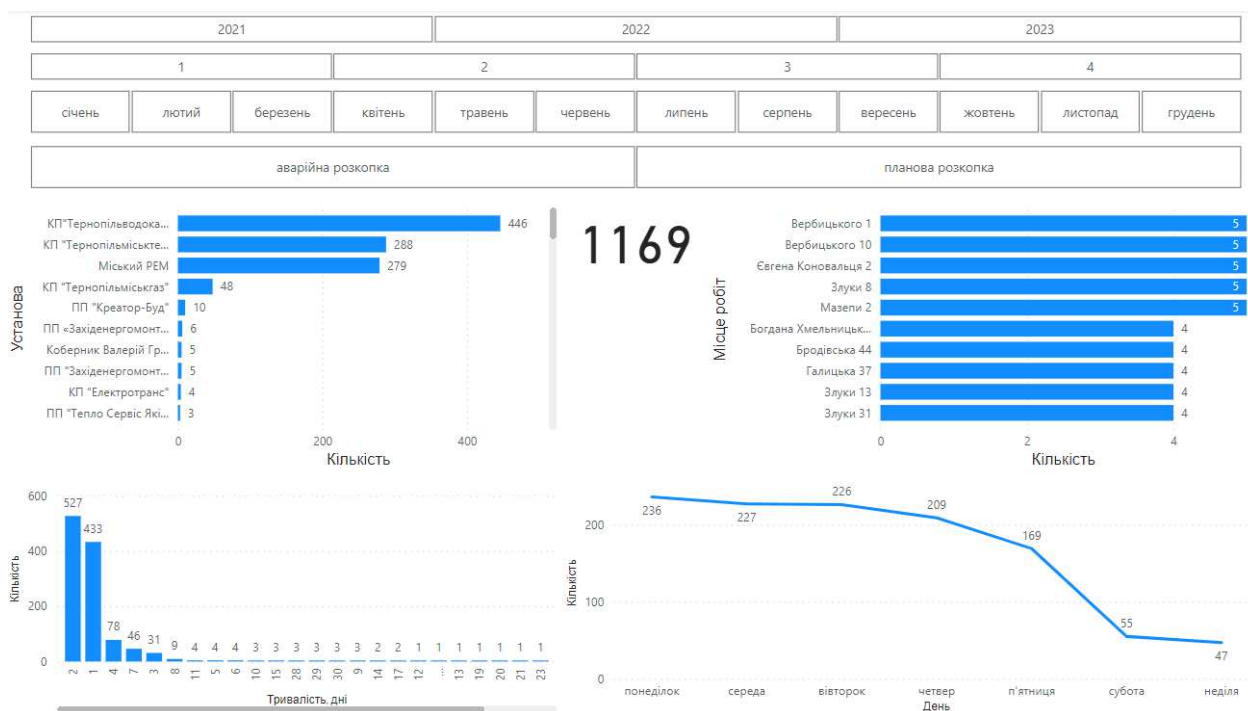 2021 2022 2023
1 2 3 4
січень лютий березень квітень травень червень липень серпень вересень жовтень листопад грудень
аварійна розкопка планова розкопка
Установа
КП"Тернопільводока... 446
КП "Тернопільміськте... 288
Міський РЕМ 279
КП "Тернопільміськгаз" 48
ПП "Креатор-Буд" 10
ПП «Західенергомонт... 6
Коберник Валерій Гр... 5
ПП "Західенергомонт... 5
КП "Електротранс" 4
ПП "Тепло Сервіс Які... 3
0 200 400
Кількість
1169
Місце робіт
Вербицького 1 5
Вербицького 10 5
Євгена Коновальця 2 5
Злуки 8 5
Мазепи 2 5
Богдана Хмельницьк... 4
Бродівська 44 4
Галицька 37 4
Злуки 13 4
Злуки 31 4
0 2 4
Кількість
Кількість
600
400
200
0
527 433 78 46 31 9 4 4 4 3 3 3 3 3 3 2 2 1 1 1 1 1 1 1
2 1 4 7 3 8 11 5 6 10 15 28 29 30 9 14 17 12 ... 13 19 20 21 23
Тривалість, дні
Кількість
200
100
0
236 227 226 209 169 55 47
понеділок середа вівторок четвер п'ятниця субота неділя
День